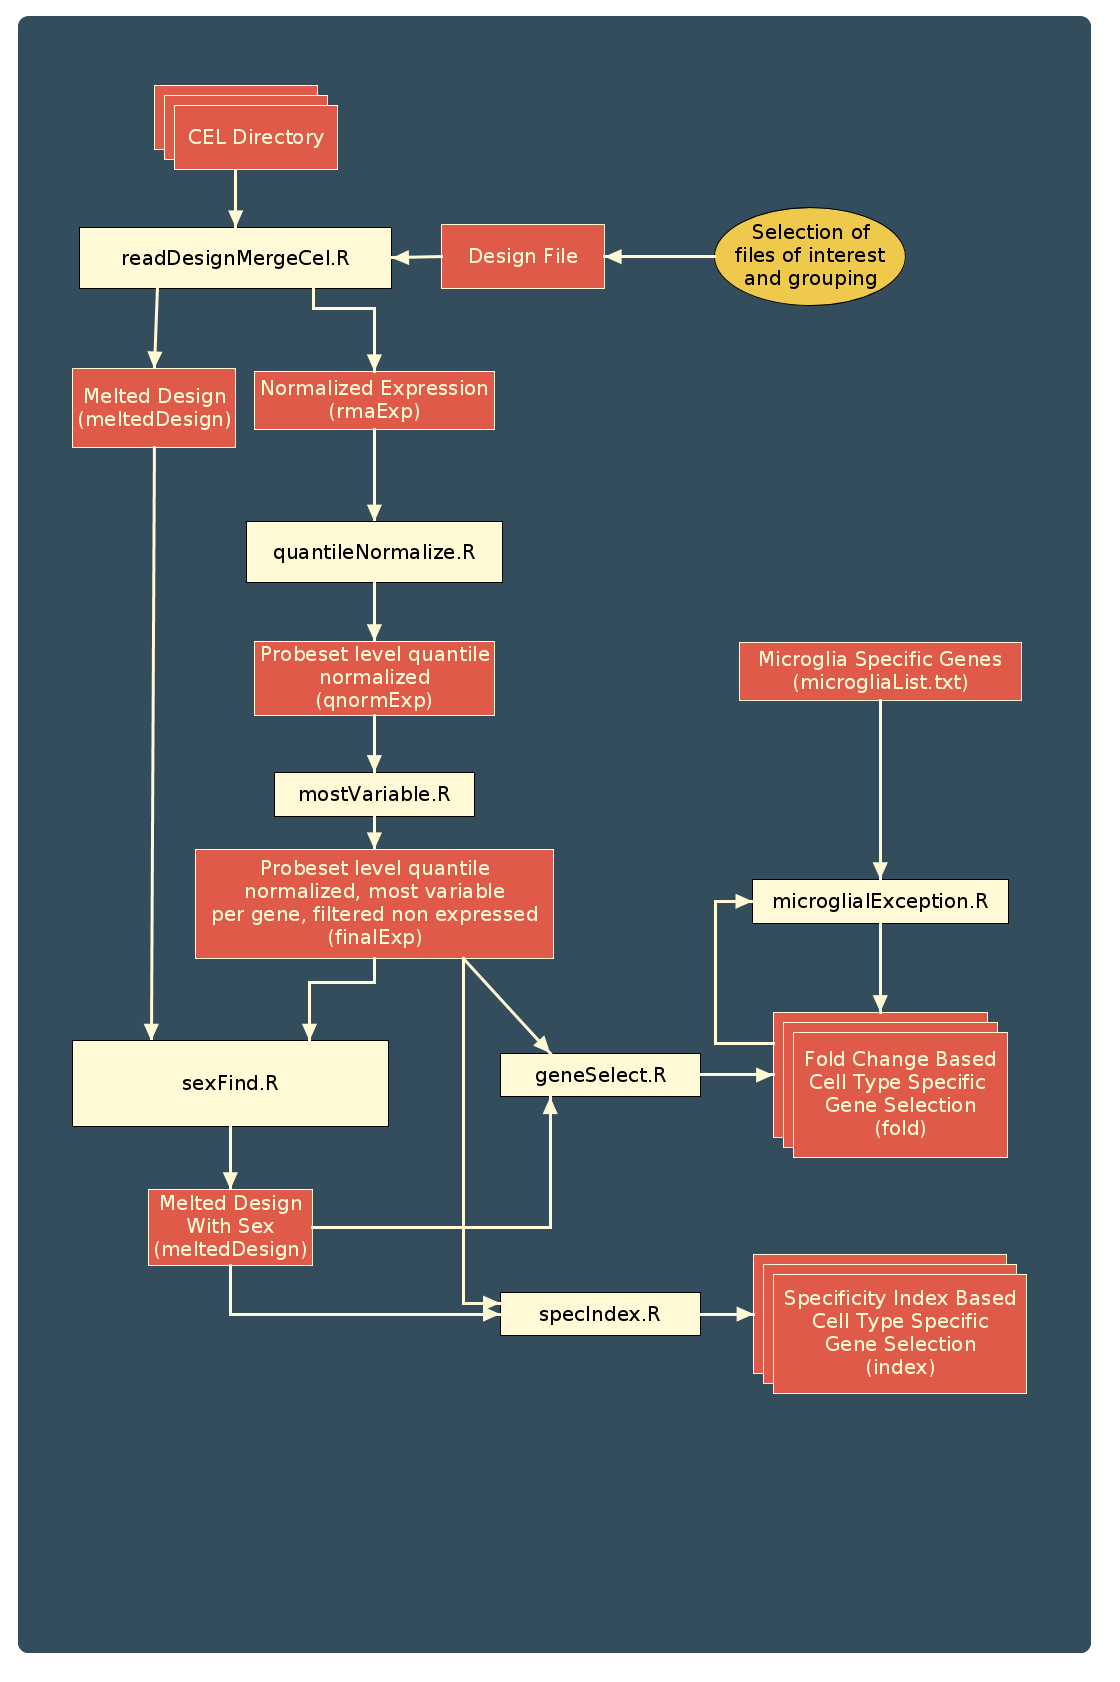 CEL Directory
readDesignMergeCel.R
Design File
Selection of
files of interest
and grouping
Melted Design
(meltedDesign)
Normalized Expression
(rmaExp)
quantileNormalize.R
Probeset level quantile
normalized
(qnormExp)
Microglia Specific Genes
(microgliaList.txt)
mostVariable.R
Probeset level quantile
normalized, most variable
per gene, filtered non expressed
(finalExp)
microglialException.R
sexFind.R
geneSelect.R
Fold Change Based
Cell Type Specific
Gene Selection
(fold)
Melted Design
With Sex
(meltedDesign)
specIndex.R
Specificity Index Based
Cell Type Specific
Gene Selection
(index)